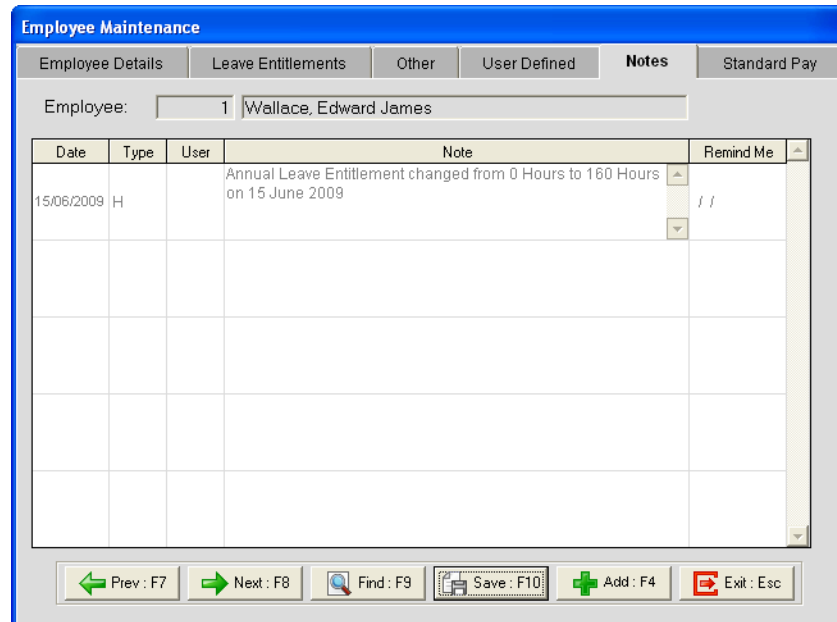 Employee Maintenance
Employee Details Leave Entitlements Other User Defined Notes Standard Pay
Employee: 1 Wallace, Edward James
Date Type User Note Remind Me
Annual Leave Entitlement changed from 0 Hours to 160 Hours
on 15 June 2009
15/06/2009 H / /
Prev : F7 Next : F8 Find : F9 Save : F10 Add : F4 Exit : Esc